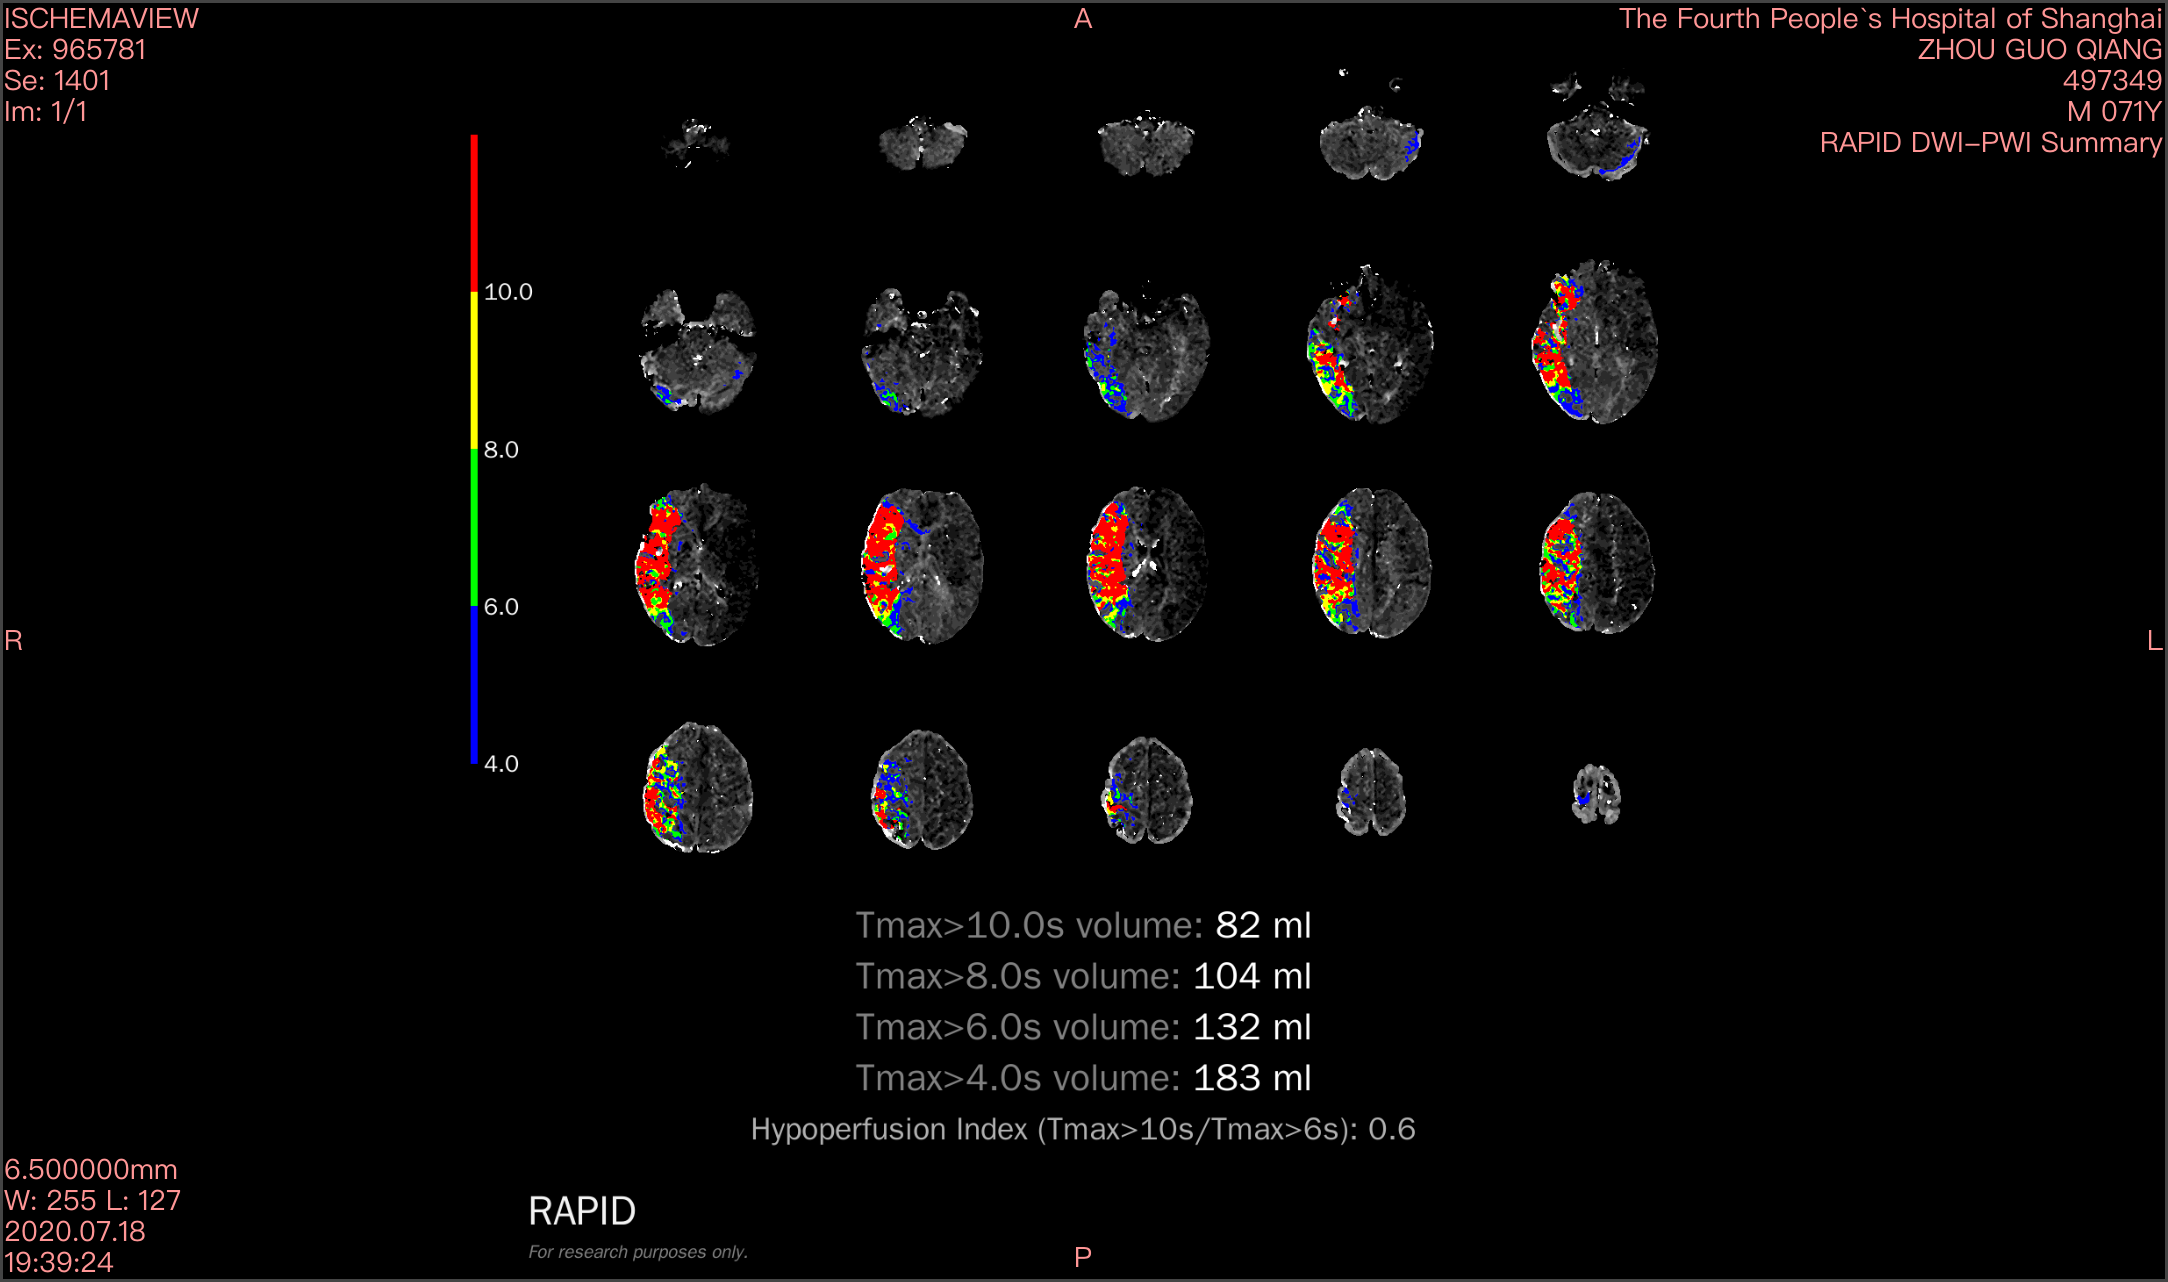 ISCHEMAVIEW
Ex: 965781
Se: 1401
Im: 1/1
A
The Fourth People`s Hospital of Shanghai
ZHOU GUO QIANG
497349
M 071Y
RAPID DWI-PWI Summary
10.0
8.0
6.0
4.0
R
L
Tmax>10.0s volume: 82 ml
Tmax>8.0s volume: 104 ml
Tmax>6.0s volume: 132 ml
Tmax>4.0s volume: 183 ml
Hypoperfusion Index (Tmax>10s/Tmax>6s): 0.6
6.500000mm
W: 255 L: 127
2020.07.18
19:39:24
RAPID
For research purposes only.
P